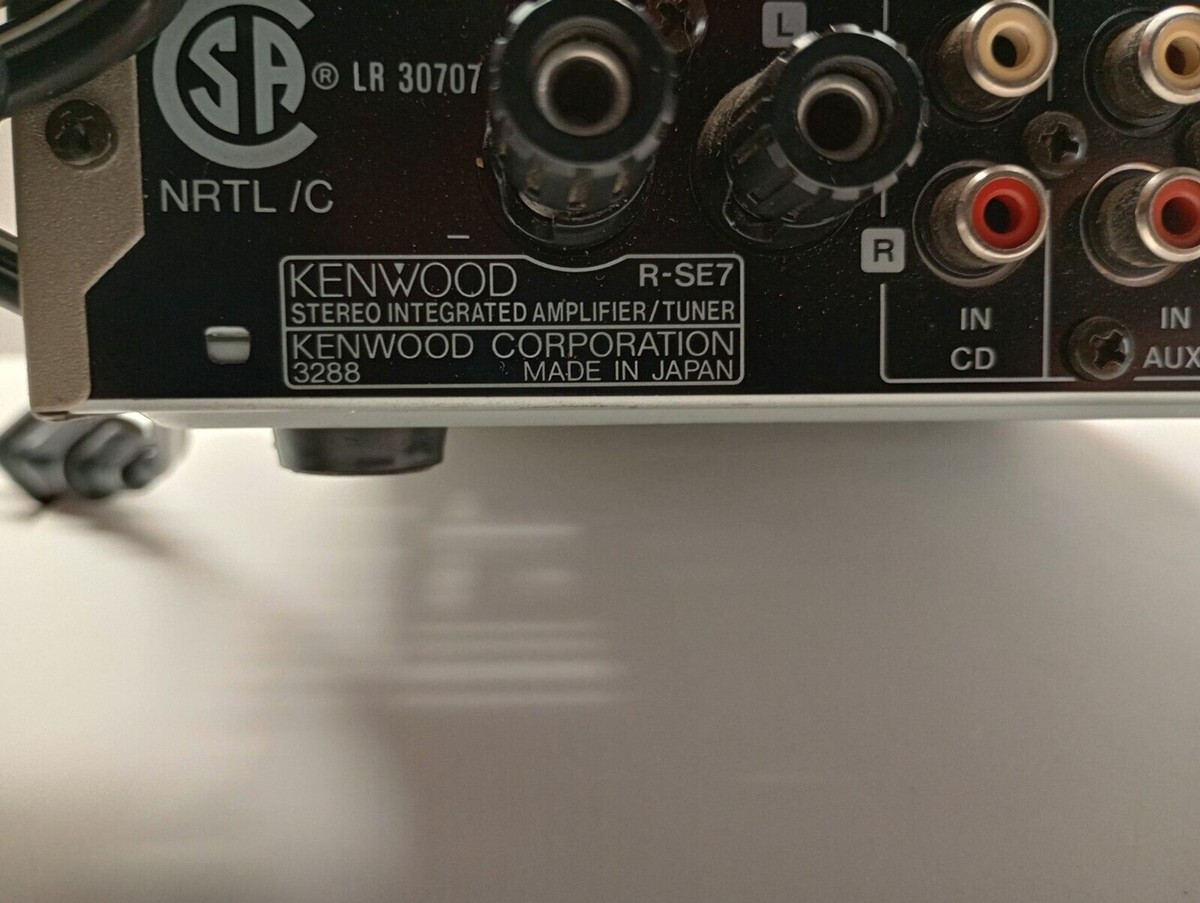 SA ® LR 30707
NRTL /C
L
R
KENWOOD R-SE7
STEREO INTEGRATED AMPLIFIER/TUNER
KENWOOD CORPORATION
3288 MADE IN JAPAN
IN
CD
IN
AUX